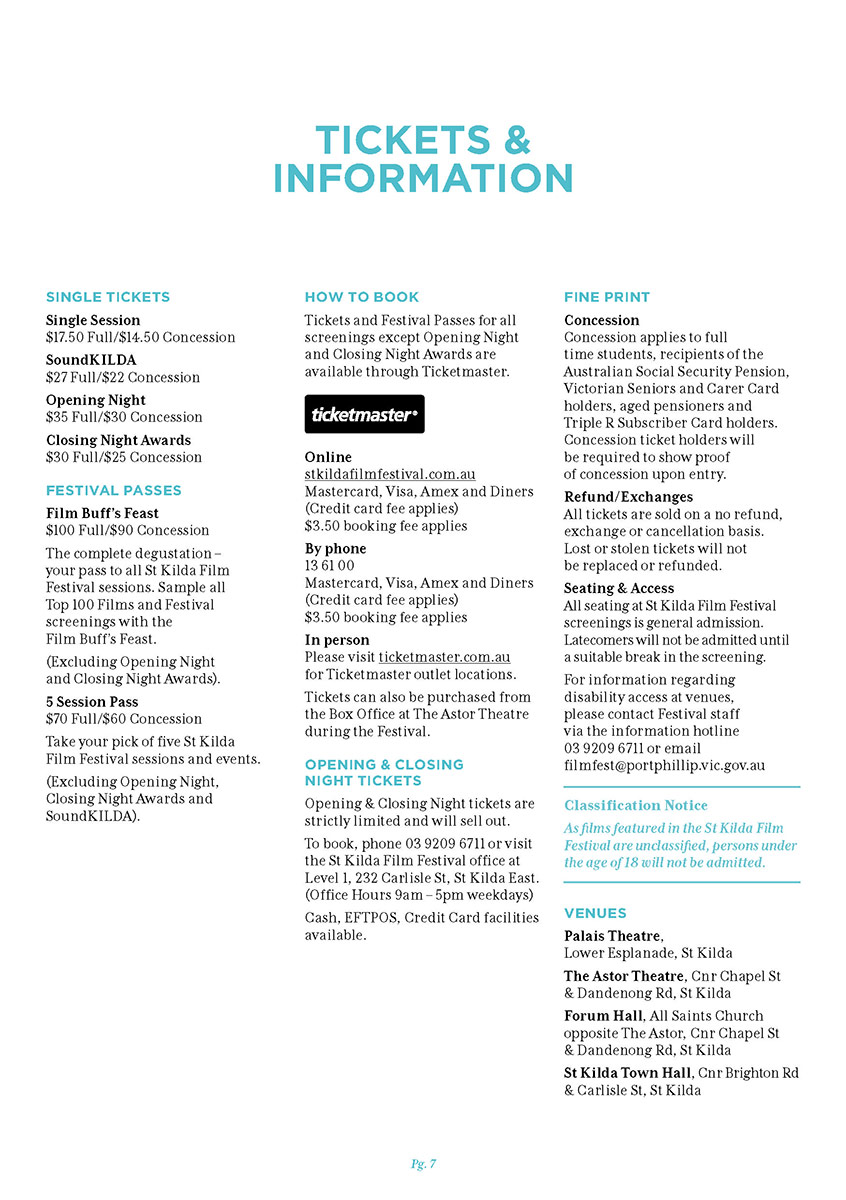 TICKETS &
INFORMATION
SINGLE TICKETS
Single Session
$17.50 Full/$14.50 Concession
SoundKILDA
$27 Full/$22 Concession
Opening Night
$35 Full/$30 Concession
Closing Night Awards
$30 Full/$25 Concession
FESTIVAL PASSES
Film Buff’s Feast
$100 Full/$90 Concession
The complete degustation –
your pass to all St Kilda Film
Festival sessions. Sample all
Top 100 Films and Festival
screenings with the
Film Buff’s Feast.
(Excluding Opening Night
and Closing Night Awards).
5 Session Pass
$70 Full/$60 Concession
Take your pick of five St Kilda
Film Festival sessions and events.
(Excluding Opening Night,
Closing Night Awards and
SoundKILDA).
HOW TO BOOK
Tickets and Festival Passes for all
screenings except Opening Night
and Closing Night Awards are
available through Ticketmaster.
ticketmaster®
Online
stkildafilmfestival.com.au
Mastercard, Visa, Amex and Diners
(Credit card fee applies)
$3.50 booking fee applies
By phone
13 61 00
Mastercard, Visa, Amex and Diners
(Credit card fee applies)
$3.50 booking fee applies
In person
Please visit ticketmaster.com.au
for Ticketmaster outlet locations.
Tickets can also be purchased from
the Box Office at The Astor Theatre
during the Festival.
OPENING & CLOSING
NIGHT TICKETS
Opening & Closing Night tickets are
strictly limited and will sell out.
To book, phone 03 9209 6711 or visit
the St Kilda Film Festival office at
Level 1, 232 Carlisle St, St Kilda East.
(Office Hours 9am – 5pm weekdays)
Cash, EFTPOS, Credit Card facilities
available.
FINE PRINT
Concession
Concession applies to full
time students, recipients of the
Australian Social Security Pension,
Victorian Seniors and Carer Card
holders, aged pensioners and
Triple R Subscriber Card holders.
Concession ticket holders will
be required to show proof
of concession upon entry.
Refund/Exchanges
All tickets are sold on a no refund,
exchange or cancellation basis.
Lost or stolen tickets will not
be replaced or refunded.
Seating & Access
All seating at St Kilda Film Festival
screenings is general admission.
Latecomers will not be admitted until
a suitable break in the screening.
For information regarding
disability access at venues,
please contact Festival staff
via the information hotline
03 9209 6711 or email
filmfest@portphillip.vic.gov.au
Classification Notice
As films featured in the St Kilda Film
Festival are unclassified, persons under
the age of 18 will not be admitted.
VENUES
Palais Theatre,
Lower Esplanade, St Kilda
The Astor Theatre, Cnr Chapel St
& Dandenong Rd, St Kilda
Forum Hall, All Saints Church
opposite The Astor, Cnr Chapel St
& Dandenong Rd, St Kilda
St Kilda Town Hall, Cnr Brighton Rd
& Carlisle St, St Kilda
Pg. 7